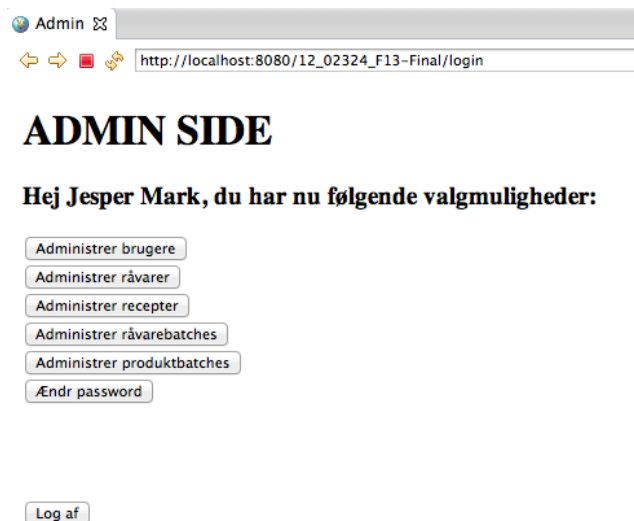 Admin
http://localhost:8080/12_02324_F13-Final/login
ADMIN SIDE
Hej Jesper Mark, du har nu følgende valgmuligheder:
Administrer brugere
Administrer råvarer
Administrer recepter
Administrer råvarebatches
Administrer produktbatches
Ændr password
Log af